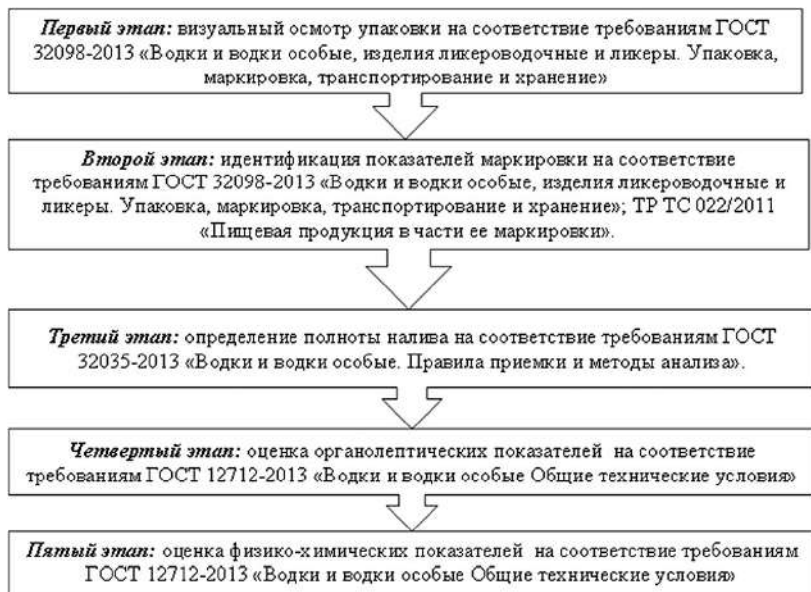 Первый этап: визуальный осмотр упаковки на соответствие требованиям ГОСТ
32098-2013 «Водки и водки особые, изделия ликероводочные и ликеры. Упаковка,
маркировка, транспортирование и хранение»
Второй этап: идентификация показателей маркировки на соответствие
требованиям ГОСТ 32098-2013 «Водки и водки особые, изделия ликероводочные и
ликеры. Упаковка, маркировка, транспортирование и хранение»; ТР ТС 022/2011
«Пищевая продукция в части ее маркировки».
Третий этап: определение полноты налива на соответствие требованиям ГОСТ
32035-2013 «Водки и водки особые. Правила приемки и методы анализа».
Четвертый этап: оценка органолептических показателей на соответствие
требованиям ГОСТ 12712-2013 «Водки и водки особые Общие технические условия»
Пятый этап: оценка физико-химических показателей на соответствие требованиям
ГОСТ 12712-2013 «Водки и водки особые Общие технические условия»